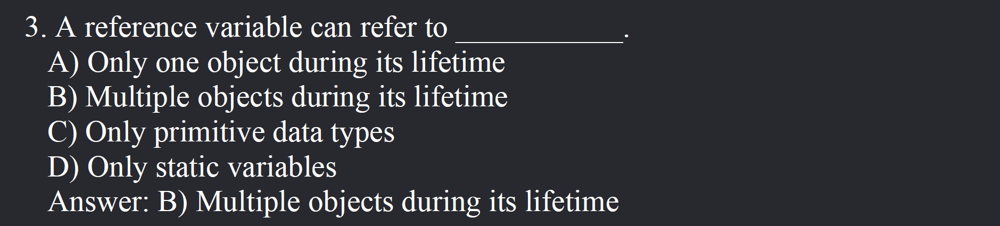 3. A reference variable can refer to ____________.
A) Only one object during its lifetime
B) Multiple objects during its lifetime
C) Only primitive data types
D) Only static variables
Answer: B) Multiple objects during its lifetime